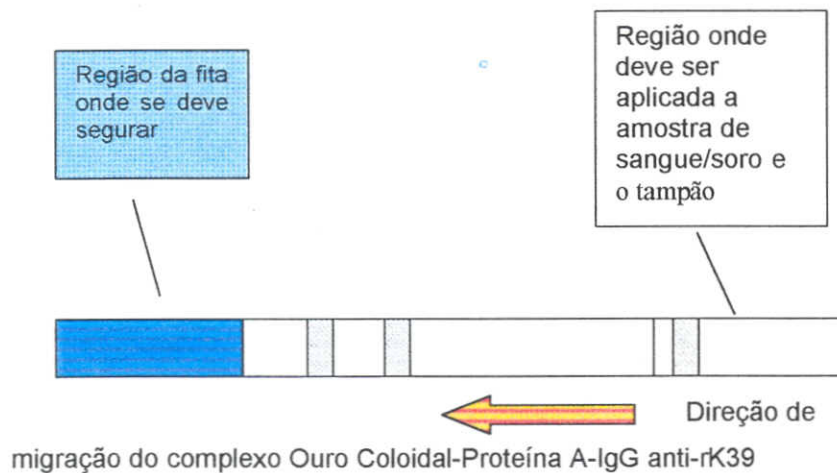 Região da fita
onde se deve
segurar
Região onde
deve ser
aplicada a
amostra de
sangue/soro e
o tampão
Direção de
migração do complexo Ouro Coloidal-Proteína A-IgG anti-rK39